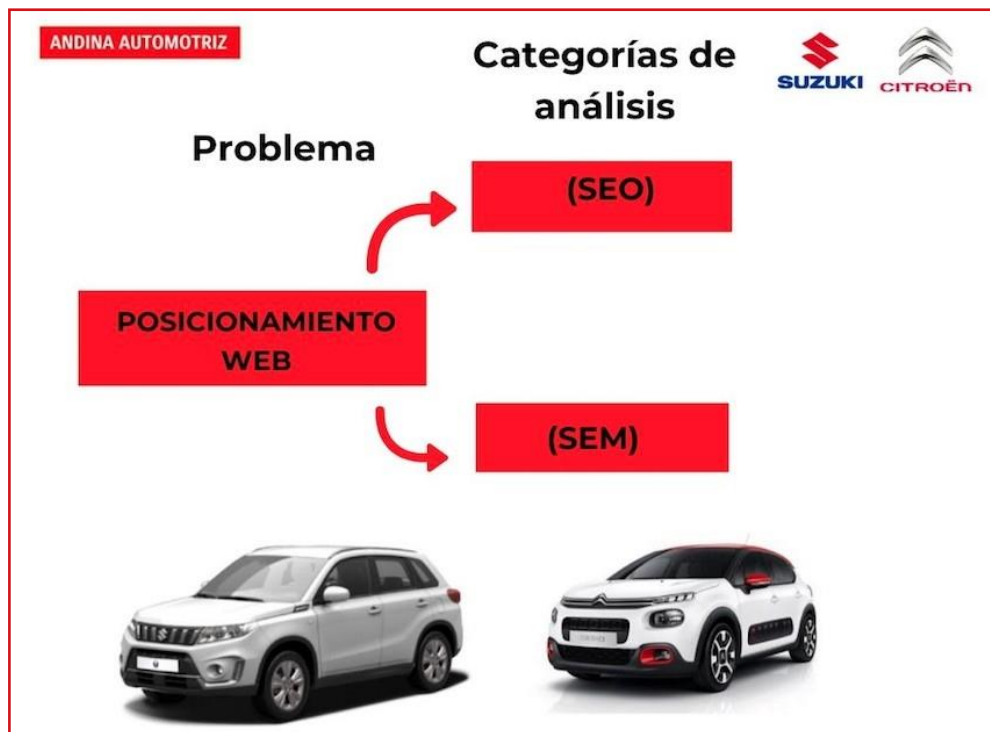 ANDINA AUTOMOTRIZ
Categorías de
análisis
SUZUKI
CITROËN
Problema
(SEO)
POSICIONAMIENTO
WEB
(SEM)